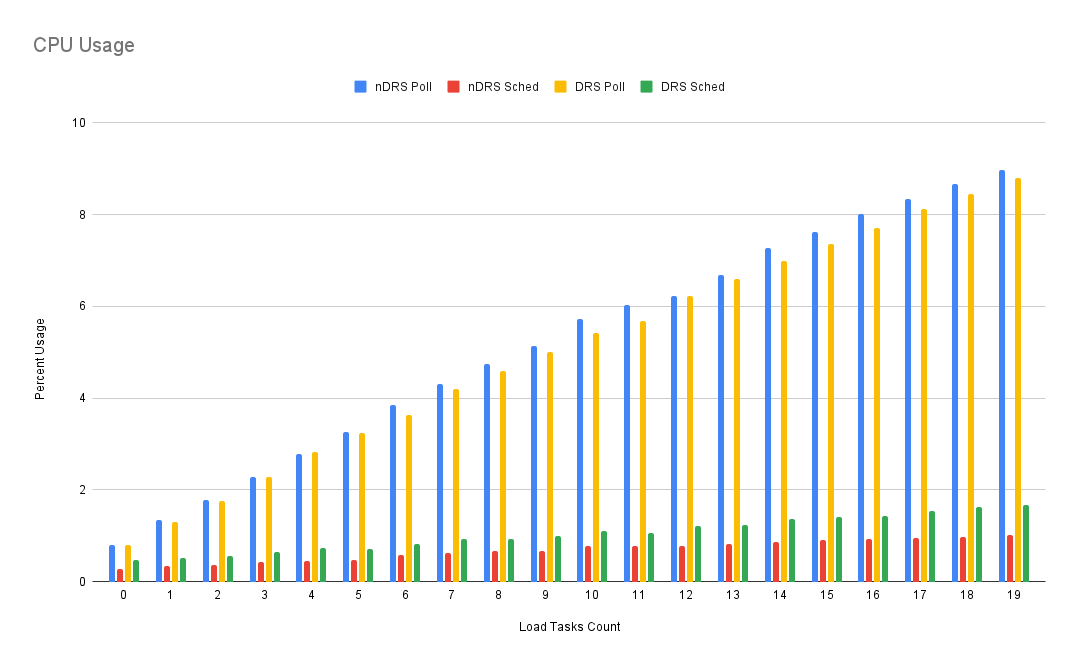 CPU Usage
nDRS Poll nDRS Sched DRS Poll DRS Sched
10
8
6
4
2
0
Percent Usage
0 1 2 3 4 5 6 7 8 9 10 11 12 13 14 15 16 17 18 19
Load Tasks Count